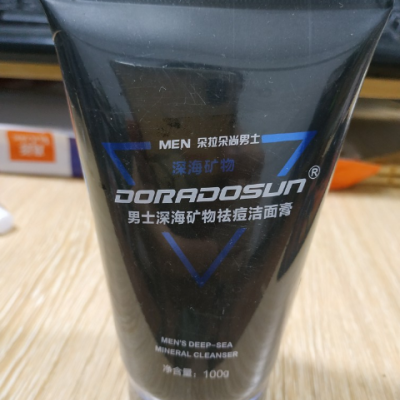 MEN 朵拉朵尚男士
深海矿物
DORADOSUN®
男士深海矿物祛痘洁面膏
MEN'S DEEP-SEA
MINERAL CLEANSER
净含量: 100g